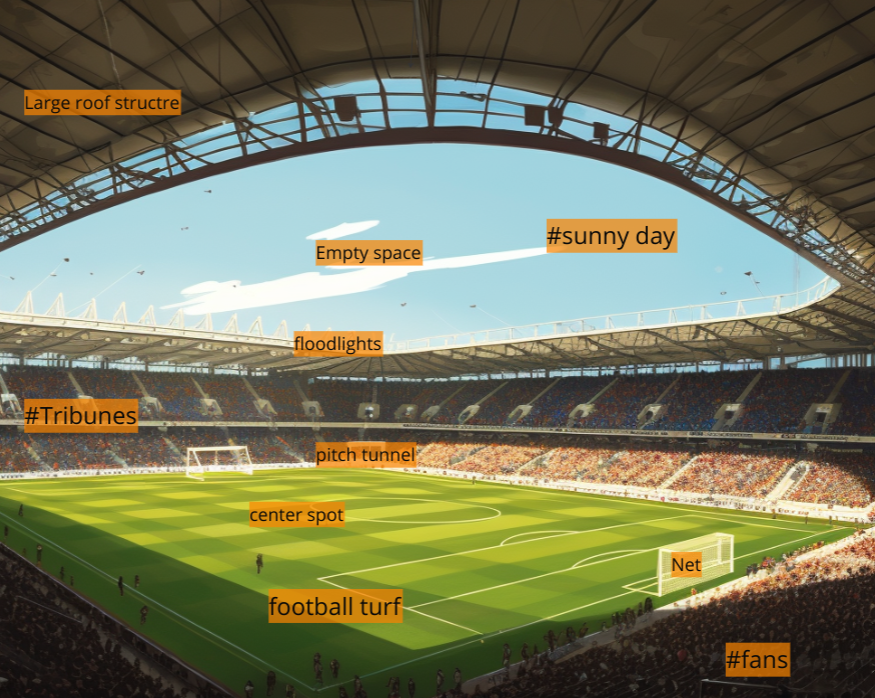 Large roof structre
#sunny day
Empty space
floodlights
#Tribunes
pitch tunnel
center spot
Net
football turf
#fans